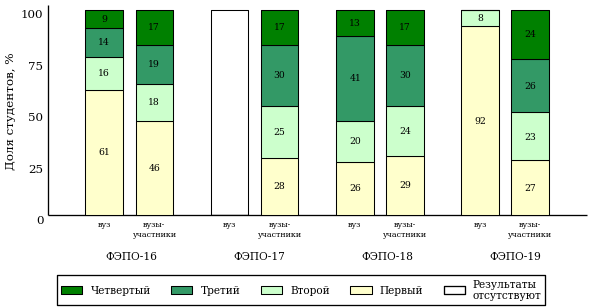 Доля студентов, %
100
75
50
25
0
9
14
16
61
17
19
18
46
17
30
25
28
13
41
20
26
17
30
24
29
8
92
24
26
23
27
вуз
вузы-
участники
вуз
вузы-
участники
вуз
вузы-
участники
вуз
вузы-
участники
ФЭПО-16
ФЭПО-17
ФЭПО-18
ФЭПО-19
Четвертый
Третий
Второй
Первый
Результаты
отсутствуют